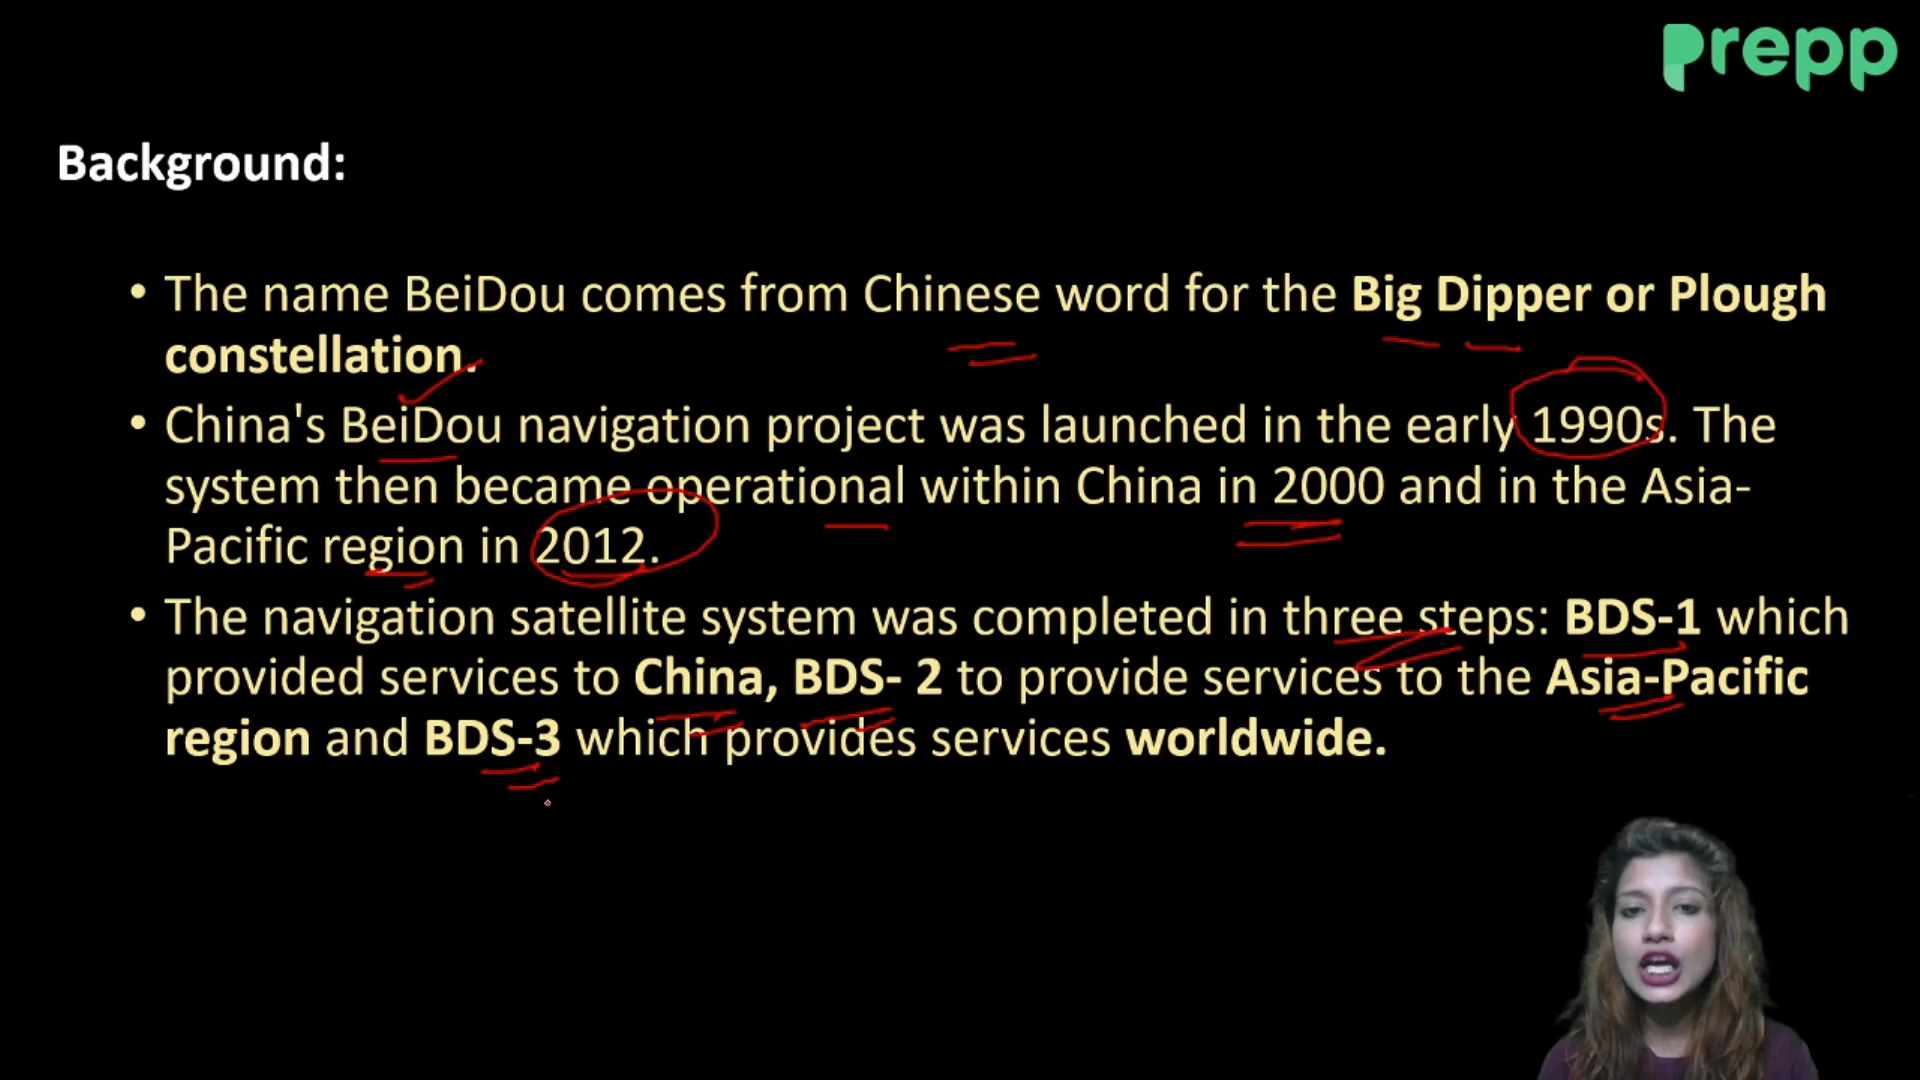 prepp
Background:
• The name BeiDou comes from Chinese word for the Big Dipper or Plough
constellation.
• China's BeiDou navigation project was launched in the early 1990s. The
system then became operational within China in 2000 and in the Asia-
Pacific region in 2012.
• The navigation satellite system was completed in three steps: BDS-1 which
provided services to China, BDS- 2 to provide services to the Asia-Pacific
region and BDS-3 which provides services worldwide.